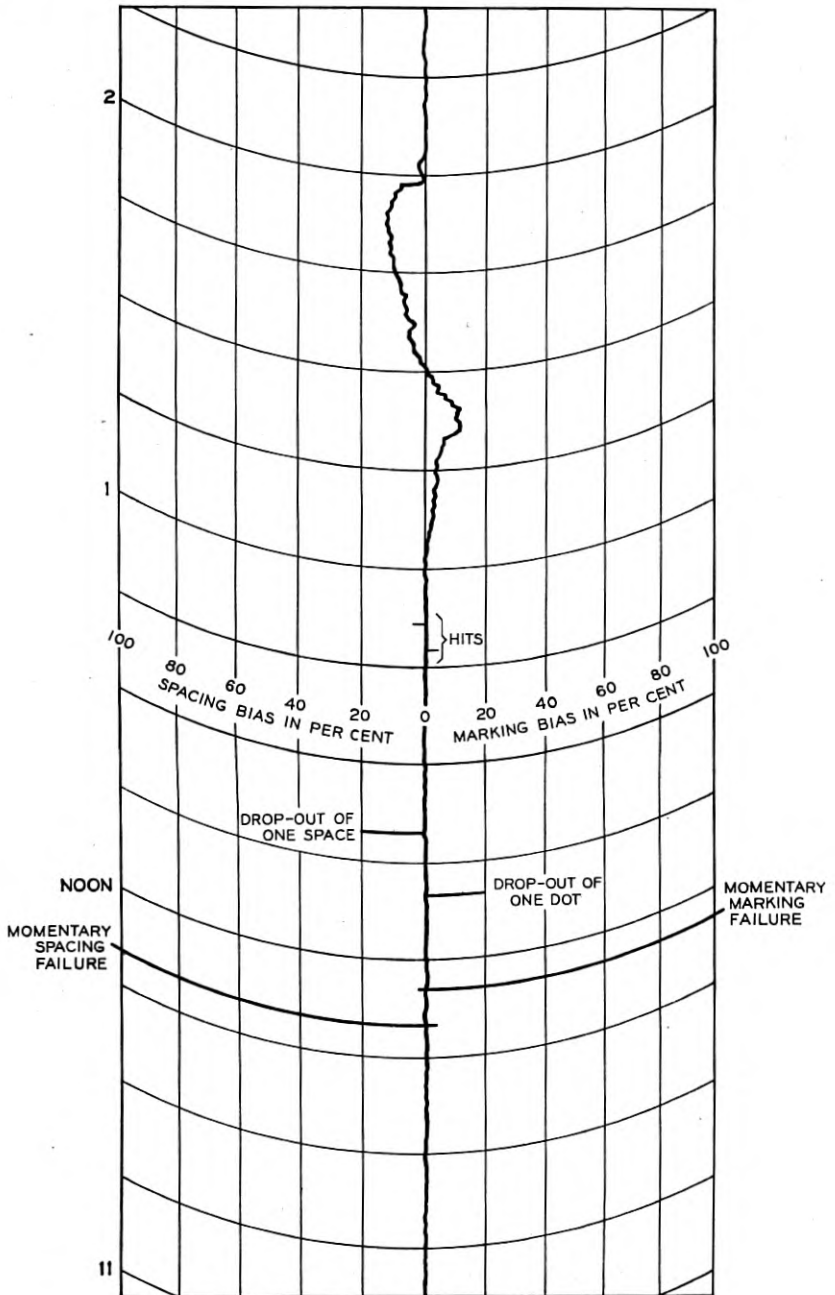 2
1
HITS
100
80
60
40
20
0
20
40
60
80
100
SPACING BIAS IN PER CENT
MARKING BIAS IN PER CENT
DROP-OUT OF
ONE SPACE
NOON
DROP-OUT OF
ONE DOT
MOMENTARY
MARKING
FAILURE
MOMENTARY
SPACING
FAILURE
11